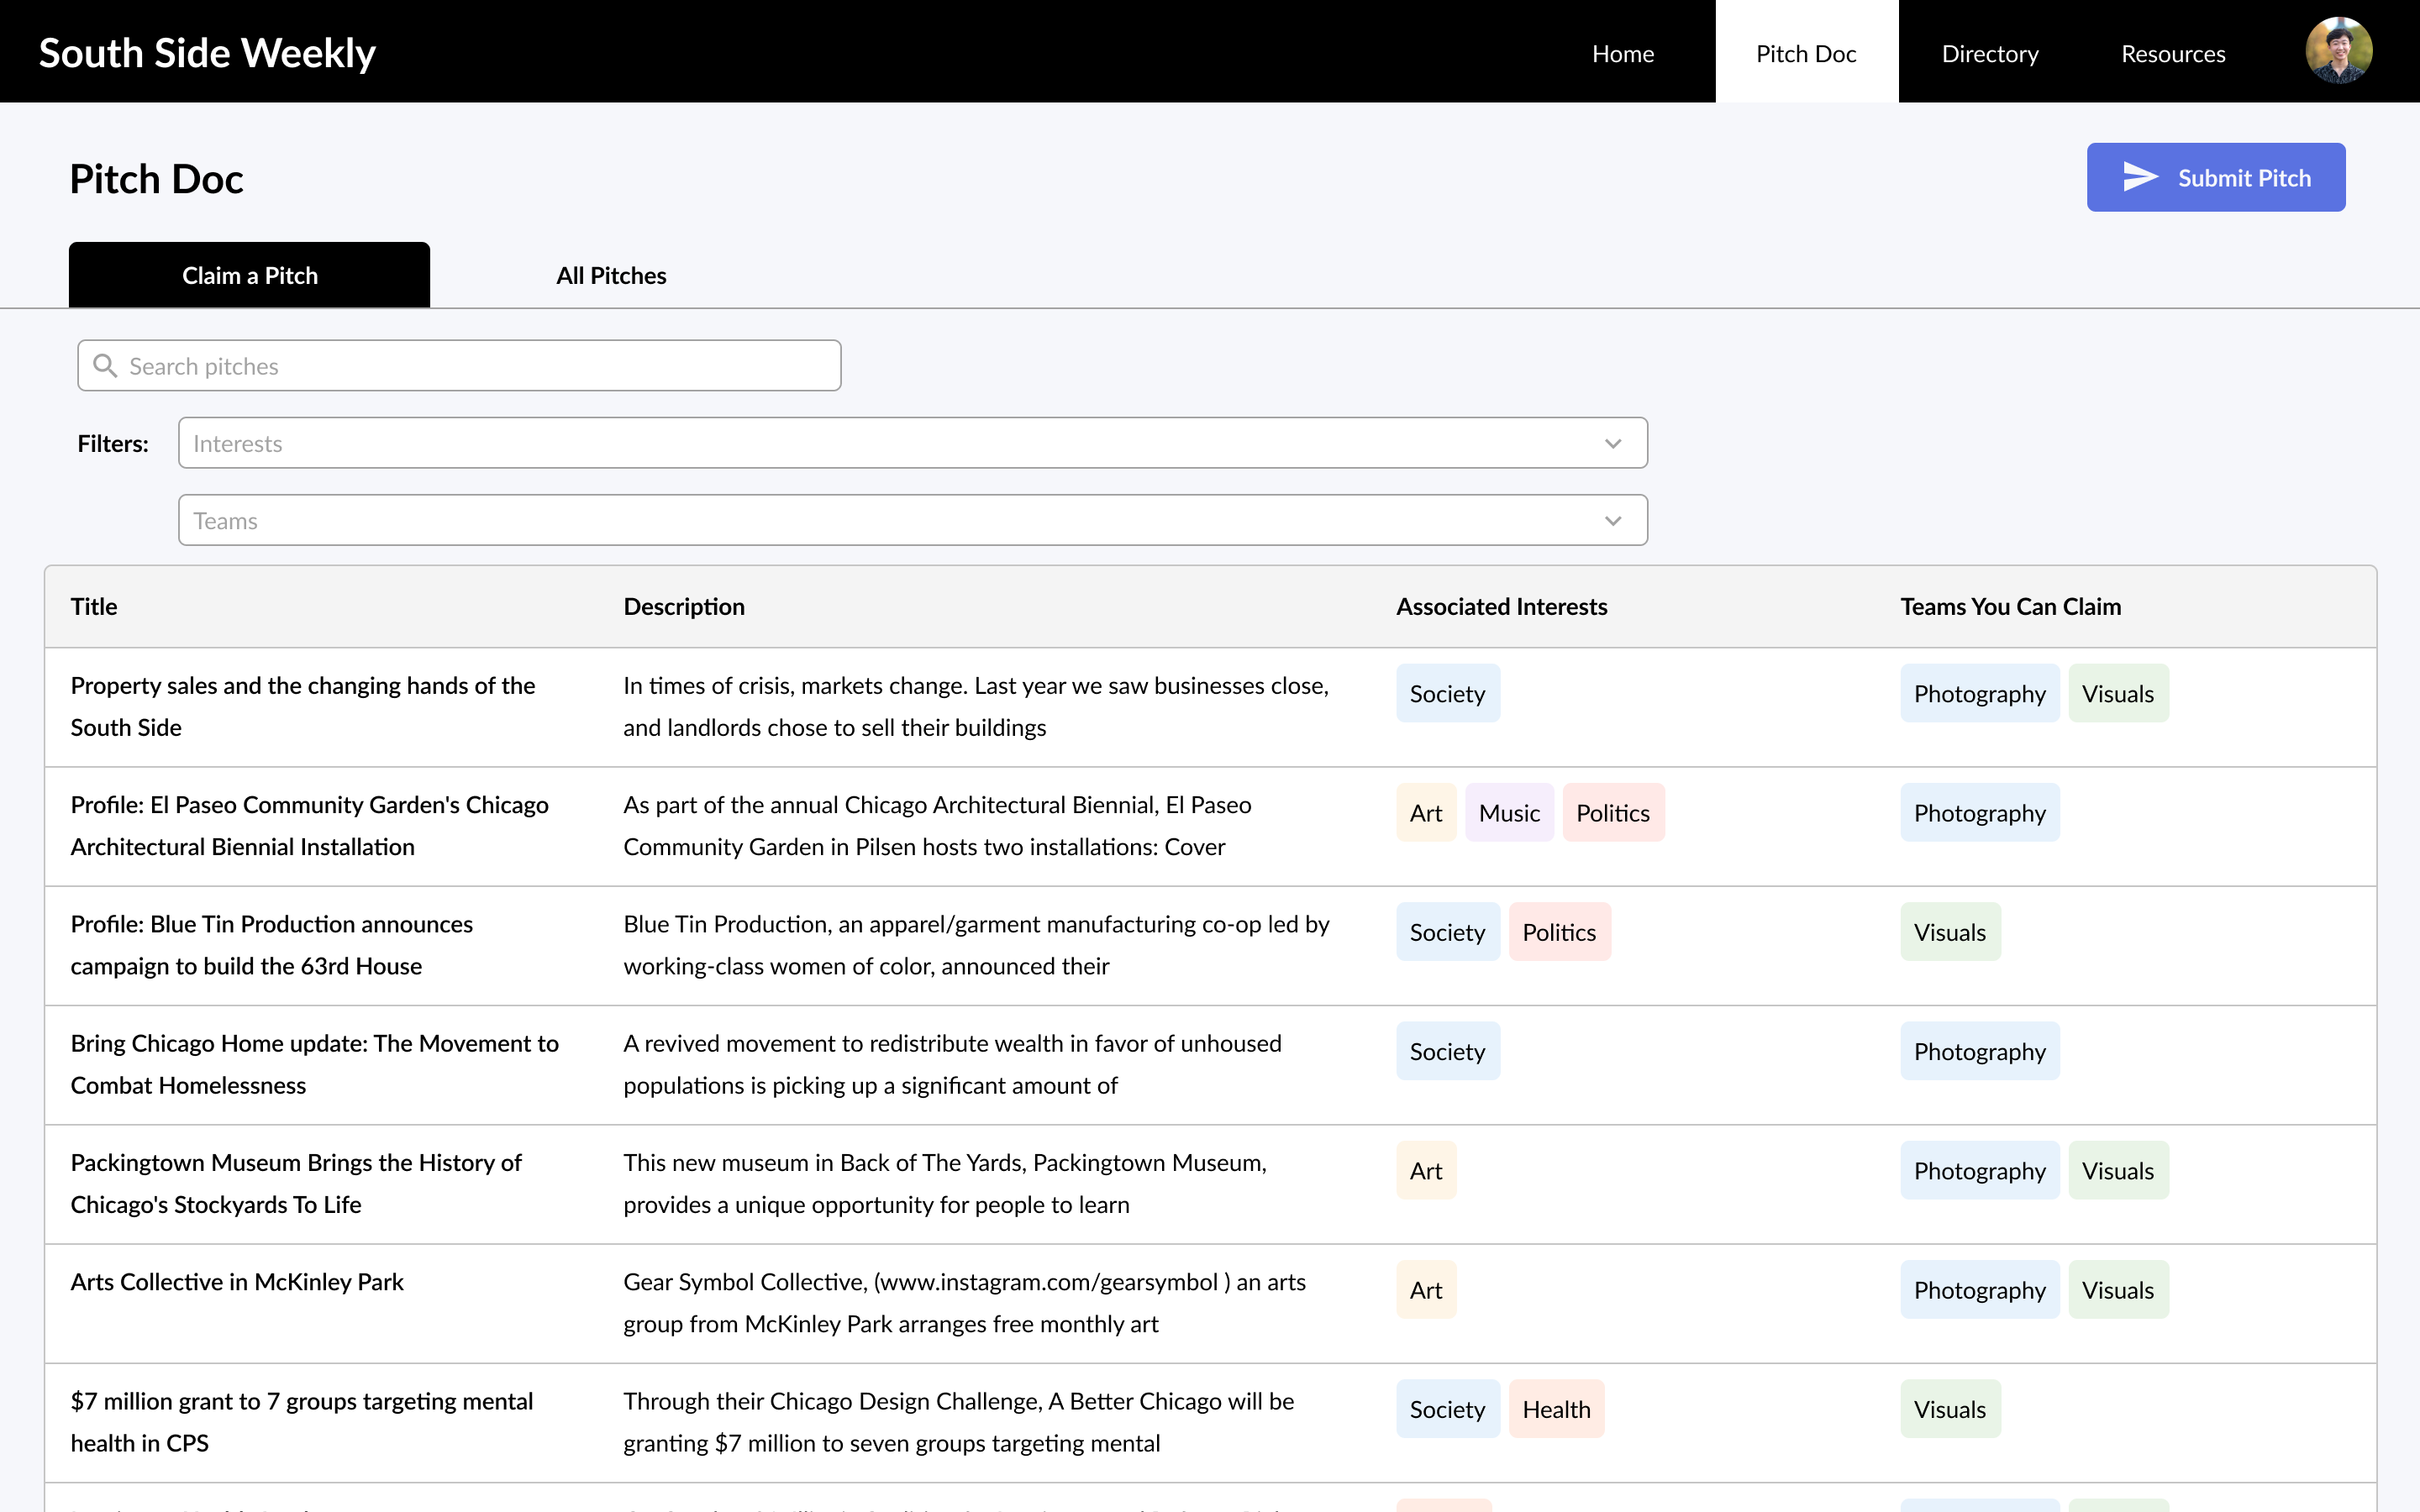 South Side Weekly
Home
Pitch Doc
Directory
Resources
Pitch Doc
Submit Pitch
Claim a Pitch
All Pitches
Search pitches
Filters:
Interests
Teams
Title
Description
Associated Interests
Teams You Can Claim
Property sales and the changing hands of the
South Side
In times of crisis, markets change. Last year we saw businesses close,
and landlords chose to sell their buildings
Society
Photography
Visuals
Profile: El Paseo Community Garden's Chicago
Architectural Biennial Installation
As part of the annual Chicago Architectural Biennial, El Paseo
Community Garden in Pilsen hosts two installations: Cover
Art
Music
Politics
Photography
Profile: Blue Tin Production announces
campaign to build the 63rd House
Blue Tin Production, an apparel/garment manufacturing co-op led by
working-class women of color, announced their
Society
Politics
Visuals
Bring Chicago Home update: The Movement to
Combat Homelessness
A revived movement to redistribute wealth in favor of unhoused
populations is picking up a significant amount of
Society
Photography
Packingtown Museum Brings the History of
Chicago's Stockyards To Life
This new museum in Back of The Yards, Packingtown Museum,
provides a unique opportunity for people to learn
Art
Photography
Visuals
Arts Collective in McKinley Park
Gear Symbol Collective, (www.instagram.com/gearsymbol ) an arts
group from McKinley Park arranges free monthly art
Art
Photography
Visuals
$7 million grant to 7 groups targeting mental
health in CPS
Through their Chicago Design Challenge, A Better Chicago will be
granting $7 million to seven groups targeting mental
Society
Health
Visuals